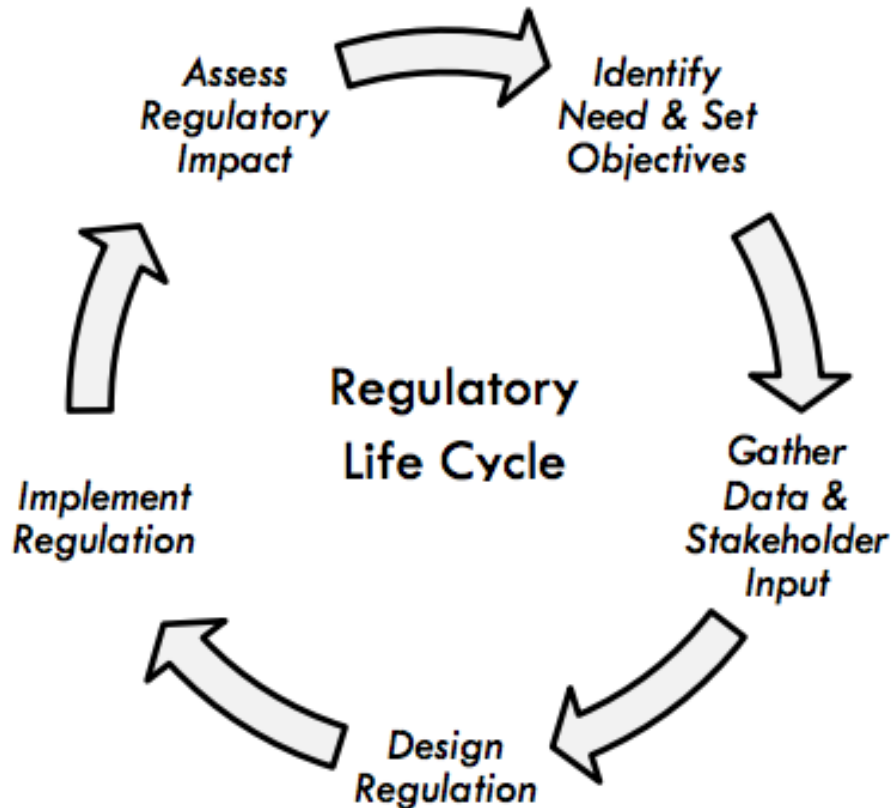 Assess
Regulatory
Impact
Identify
Need & Set
Objectives
Regulatory
Life Cycle
Gather
Data &
Stakeholder
Input
Implement
Regulation
Design
Regulation